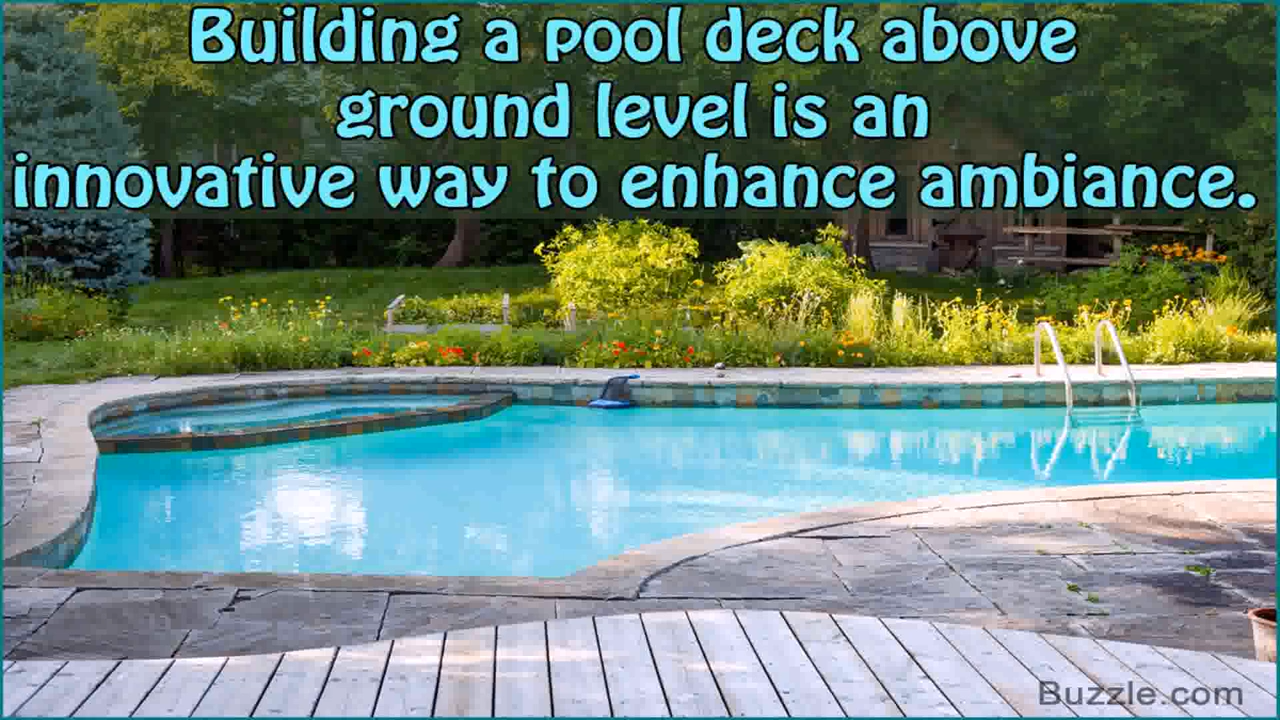 Building a pool deck above
ground level is an
innovative way to enhance ambiance.
Buzzle.com